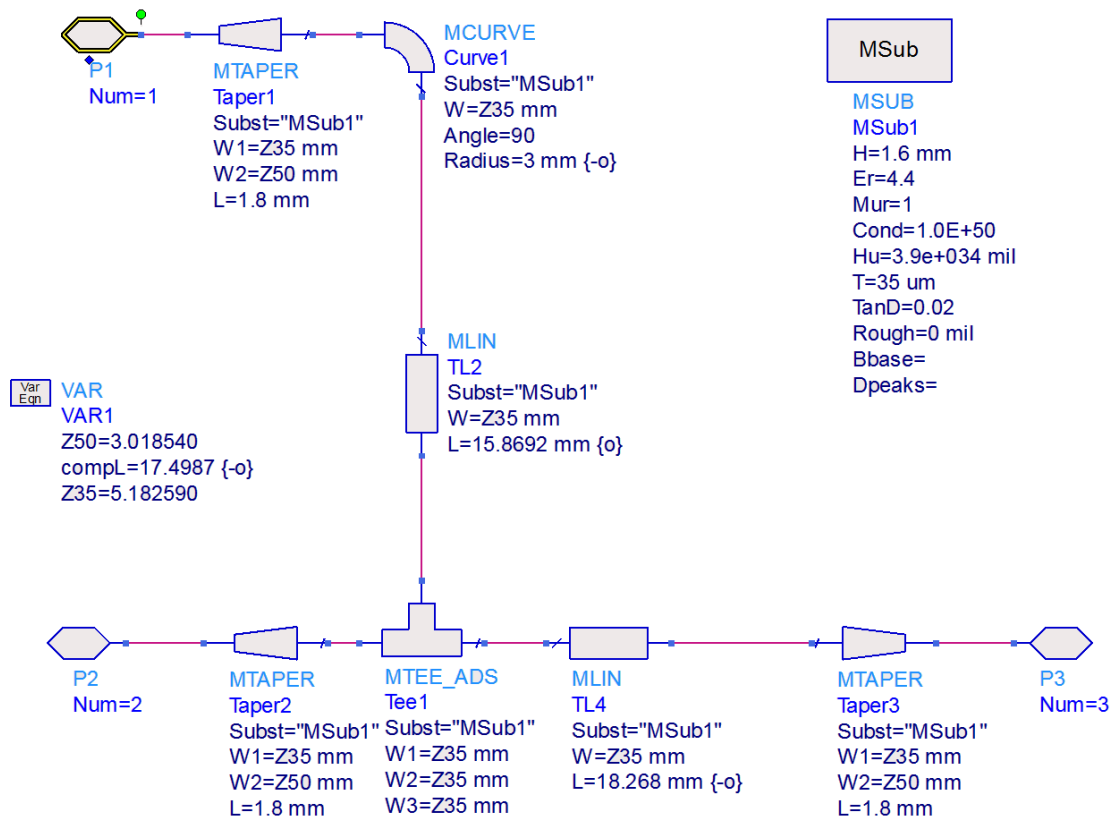 P1
Num=1
MTAPER
Taper1
Subst="MSub1"
W1=Z35 mm
W2=Z50 mm
L=1.8 mm
MCURVE
Curve1
Subst="MSub1"
W=Z35 mm
Angle=90
Radius=3 mm {-o}
MSub
MSUB
MSub1
H=1.6 mm
Er=4.4
Mur=1
Cond=1.0E+50
Hu=3.9e+034 mil
T=35 um
TanD=0.02
Rough=0 mil
Bbase=
Dpeaks=
MLIN
TL2
Subst="MSub1"
W=Z35 mm
L=15.8692 mm {o}
Var
Eqn
VAR
VAR1
Z50=3.018540
compL=17.4987 {-o}
Z35=5.182590
P2
Num=2
MTAPER
Taper2
Subst="MSub1"
W1=Z35 mm
W2=Z50 mm
L=1.8 mm
MTEE_ADS
Tee1
Subst="MSub1"
W1=Z35 mm
W2=Z35 mm
W3=Z35 mm
MLIN
TL4
Subst="MSub1"
W=Z35 mm
L=18.268 mm {-o}
MTAPER
Taper3
Subst="MSub1"
W1=Z35 mm
W2=Z50 mm
L=1.8 mm
P3
Num=3